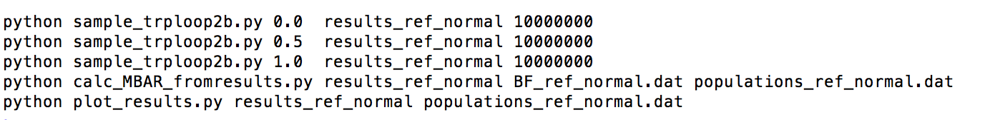 python sample_trploop2b.py 0.0  results_ref_normal 10000000
python sample_trploop2b.py 0.5  results_ref_normal 10000000
python sample_trploop2b.py 1.0  results_ref_normal 10000000
python calc_MBAR_fromresults.py results_ref_normal BF_ref_normal.dat populations_ref_normal.dat
python plot_results.py results_ref_normal populations_ref_normal.dat